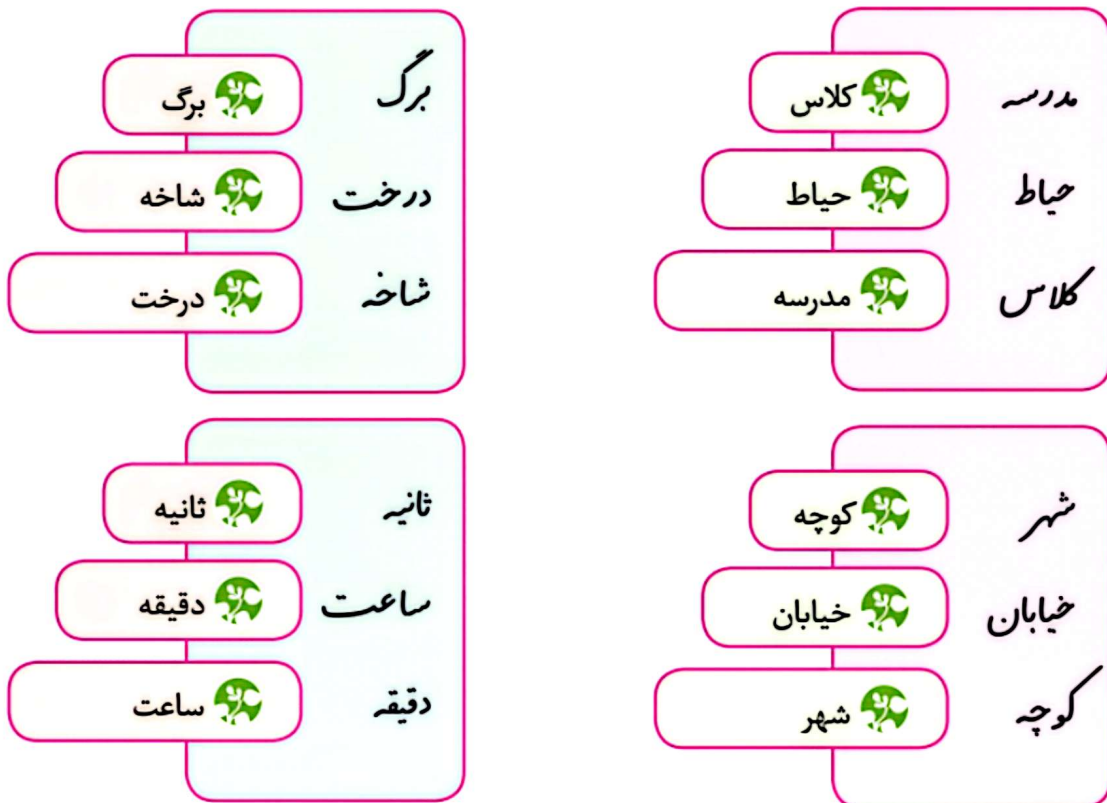 مدرسه
کلاس
حیاط
حیاط
کلاس
مدرسه
برگ
برگ
درخت
شاخه
شاخه
درخت
شهر
کوچه
خیابان
خیابان
کوچه
شهر
ثانیه
ثانیه
ساعت
دقیقه
دقیقه
ساعت